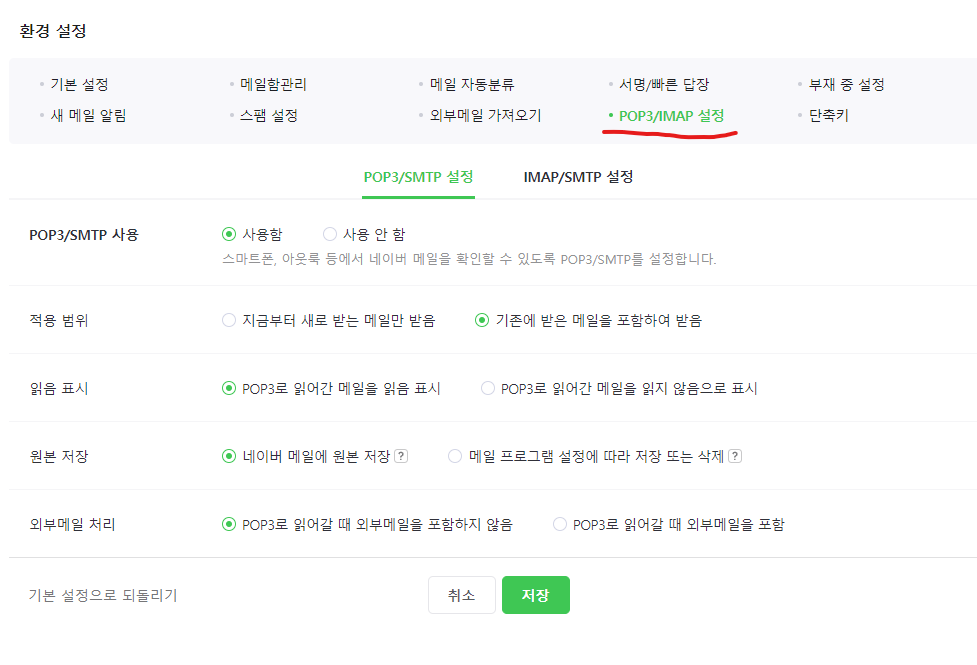 환경 설정
기본 설정 메일함관리 메일 자동분류 서명/빠른 답장 부재 중 설정
새 메일 알림 스팸 설정 외부메일 가져오기 POP3/IMAP 설정 단축키
POP3/SMTP 설정 IMAP/SMTP 설정
POP3/SMTP 사용 사용함 사용 안 함
스마트폰, 아웃룩 등에서 네이버 메일을 확인할 수 있도록 POP3/SMTP를 설정합니다.
적용 범위 지금부터 새로 받는 메일만 받음 기존에 받은 메일을 포함하여 받음
읽음 표시 POP3로 읽어간 메일을 읽음 표시 POP3로 읽어간 메일을 읽지 않음으로 표시
원본 저장 네이버 메일에 원본 저장 ? 메일 프로그램 설정에 따라 저장 또는 삭제 ?
외부메일 처리 POP3로 읽어갈 때 외부메일을 포함하지 않음 POP3로 읽어갈 때 외부메일을 포함
기본 설정으로 되돌리기 취소 저장